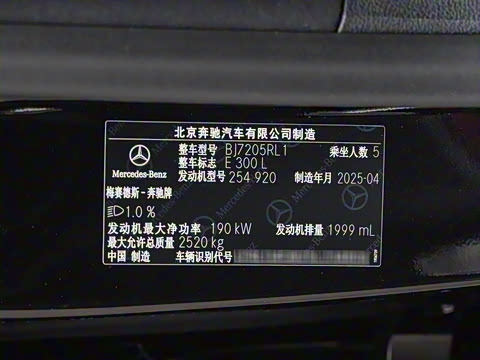 北京奔驰汽车有限公司制造
整车型号 BJ7205RL1 乘坐人数 5
整车标志 E 300 L
发动机型号 254 920 制造年月 2025-04
Mercedes-Benz
梅赛德斯-奔驰牌
1.0 %
发动机最大净功率 190 kW 发动机排量 1999 mL
最大允许总质量 2520 kg
中国 制造 车辆识别代号